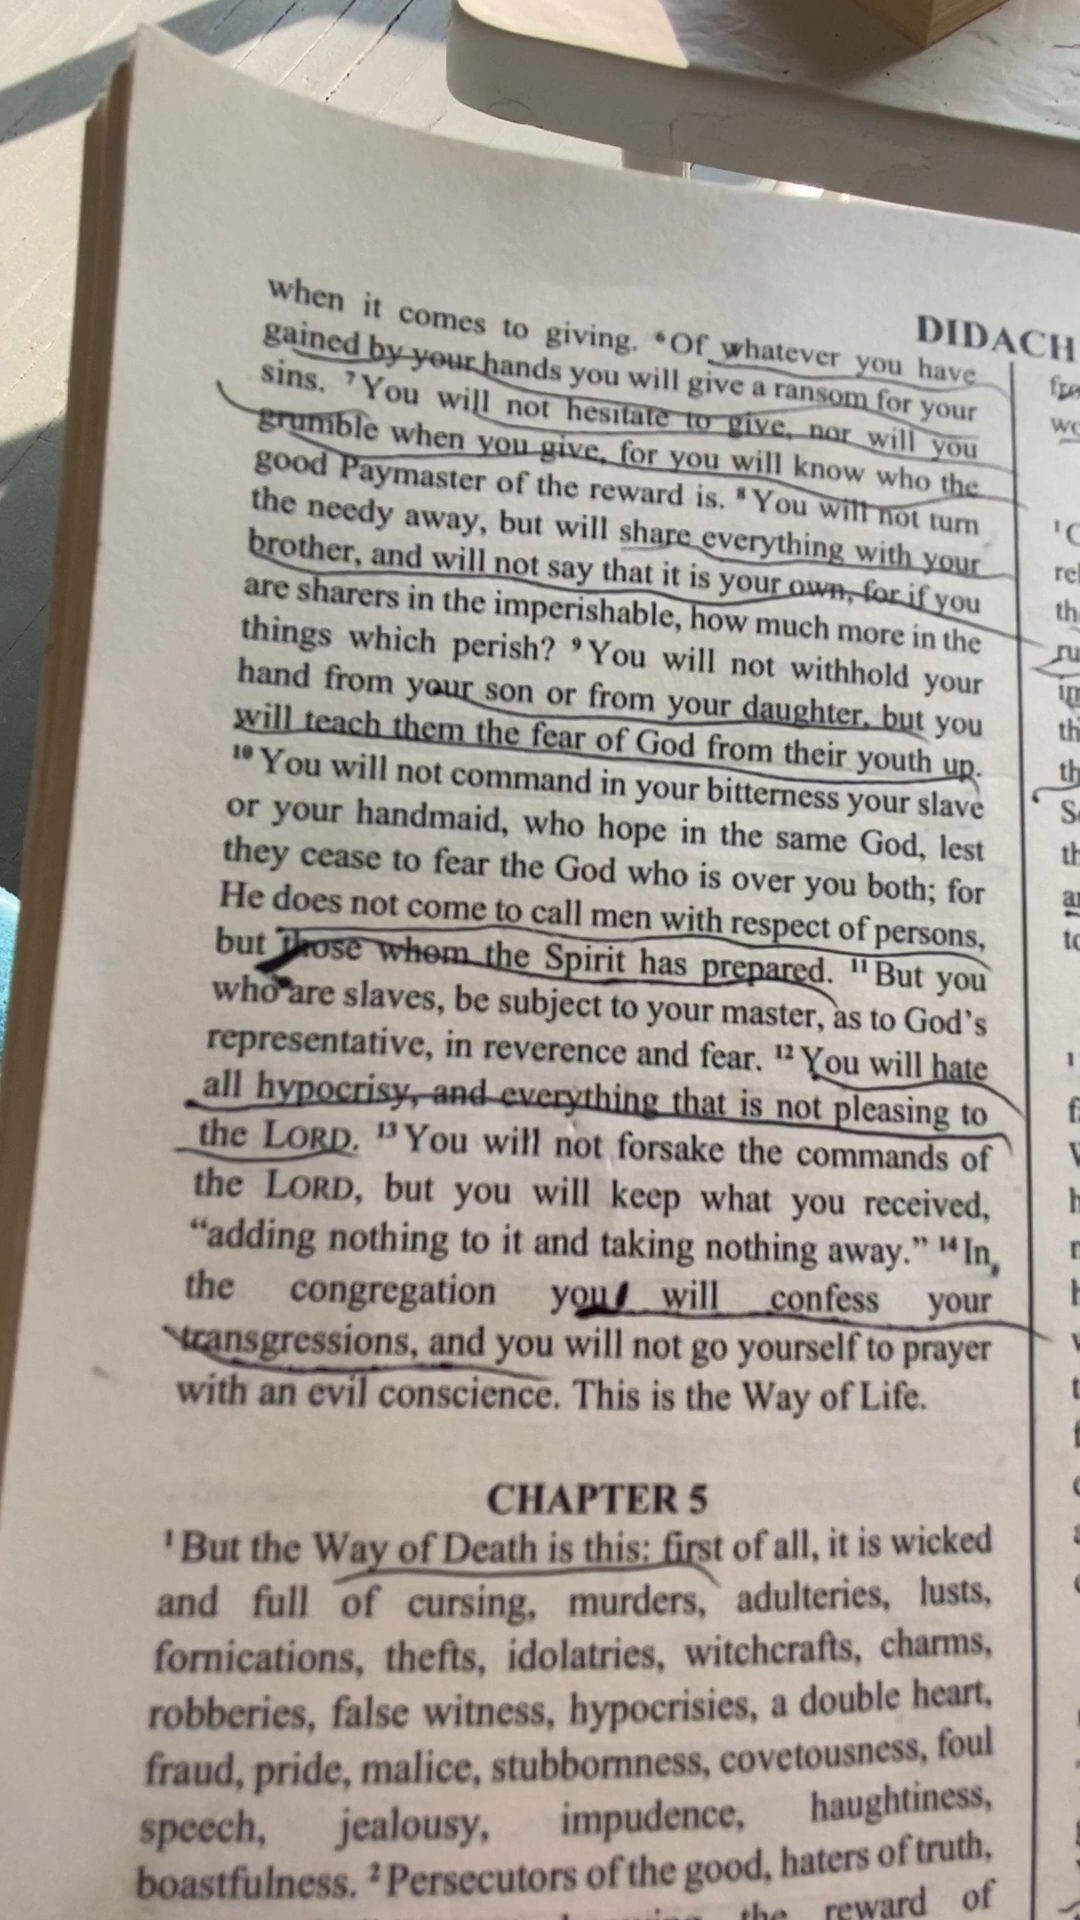 DIDACH
when it comes to giving. ⁶Of whatever you have
gained by your hands you will give a ransom for your
sins. ⁷You will not hesitate to give, nor will you
grumble when you give, for you will know who the
good Paymaster of the reward is. ⁸You will not turn
the needy away, but will share everything with your
brother, and will not say that it is your own, for if you
are sharers in the imperishable, how much more in the
things which perish? ⁹You will not withhold your
hand from your son or from your daughter, but you
will teach them the fear of God from their youth up.
¹⁰You will not command in your bitterness your slave
or your handmaid, who hope in the same God, lest
they cease to fear the God who is over you both; for
He does not come to call men with respect of persons,
but those whom the Spirit has prepared. ¹¹But you
who are slaves, be subject to your master, as to God's
representative, in reverence and fear. ¹²You will hate
all hypocrisy, and everything that is not pleasing to
the LORD. ¹³You will not forsake the commands of
the LORD, but you will keep what you received,
“adding nothing to it and taking nothing away.” ¹⁴In
the congregation you will confess your
transgressions, and you will not go yourself to prayer
with an evil conscience. This is the Way of Life.
CHAPTER 5
¹But the Way of Death is this: first of all, it is wicked
and full of cursing, murders, adulteries, lusts,
fornications, thefts, idolatries, witchcrafts, charms,
robberies, false witness, hypocrisies, a double heart,
fraud, pride, malice, stubbornness, covetousness, foul
speech, jealousy, impudence, haughtiness,
boastfulness. ²Persecutors of the good, haters of truth,
the reward of